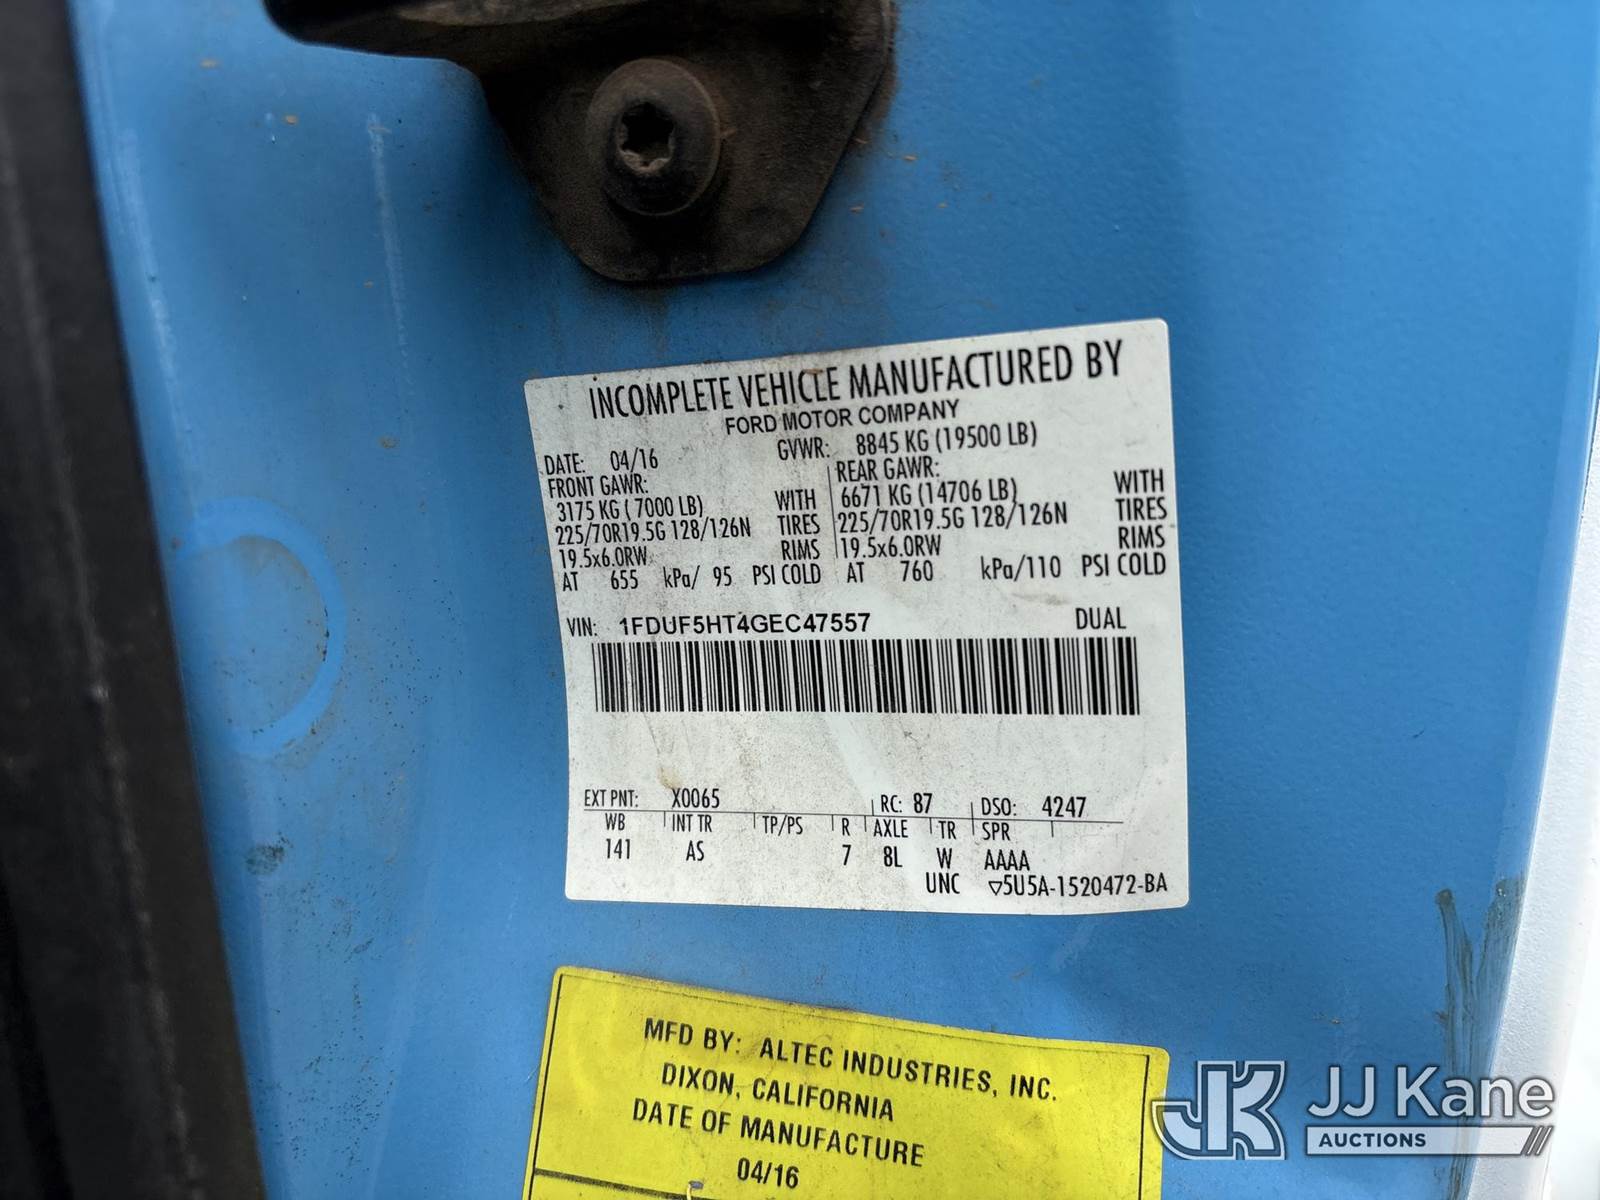 INCOMPLETE VEHICLE MANUFACTURED BY
FORD MOTOR COMPANY
DATE: 04/16 GVWR: 8845 KG (19500 LB)
FRONT GAWR: REAR GAWR:
3175 KG ( 7000 LB) WITH 6671 KG (14706 LB) WITH
225/70R19.5G 128/126N TIRES 225/70R19.5G 128/126N TIRES
19.5x6.0RW RIMS 19.5x6.0RW RIMS
AT 655 kPa/ 95 PSI COLD AT 760 kPa/110 PSI COLD
VIN: 1FDUF5HT4GEC47557 DUAL
EXT PNT: X0065 RC: 87 DSO: 4247
WB INT TR TP/PS R AXLE TR SPR
141 AS 7 8L W AAAA
UNC ▽5U5A-1520472-BA
MFD BY: ALTEC INDUSTRIES, INC.
DIXON, CALIFORNIA
DATE OF MANUFACTURE
04/16
JK JJ Kane
AUCTIONS